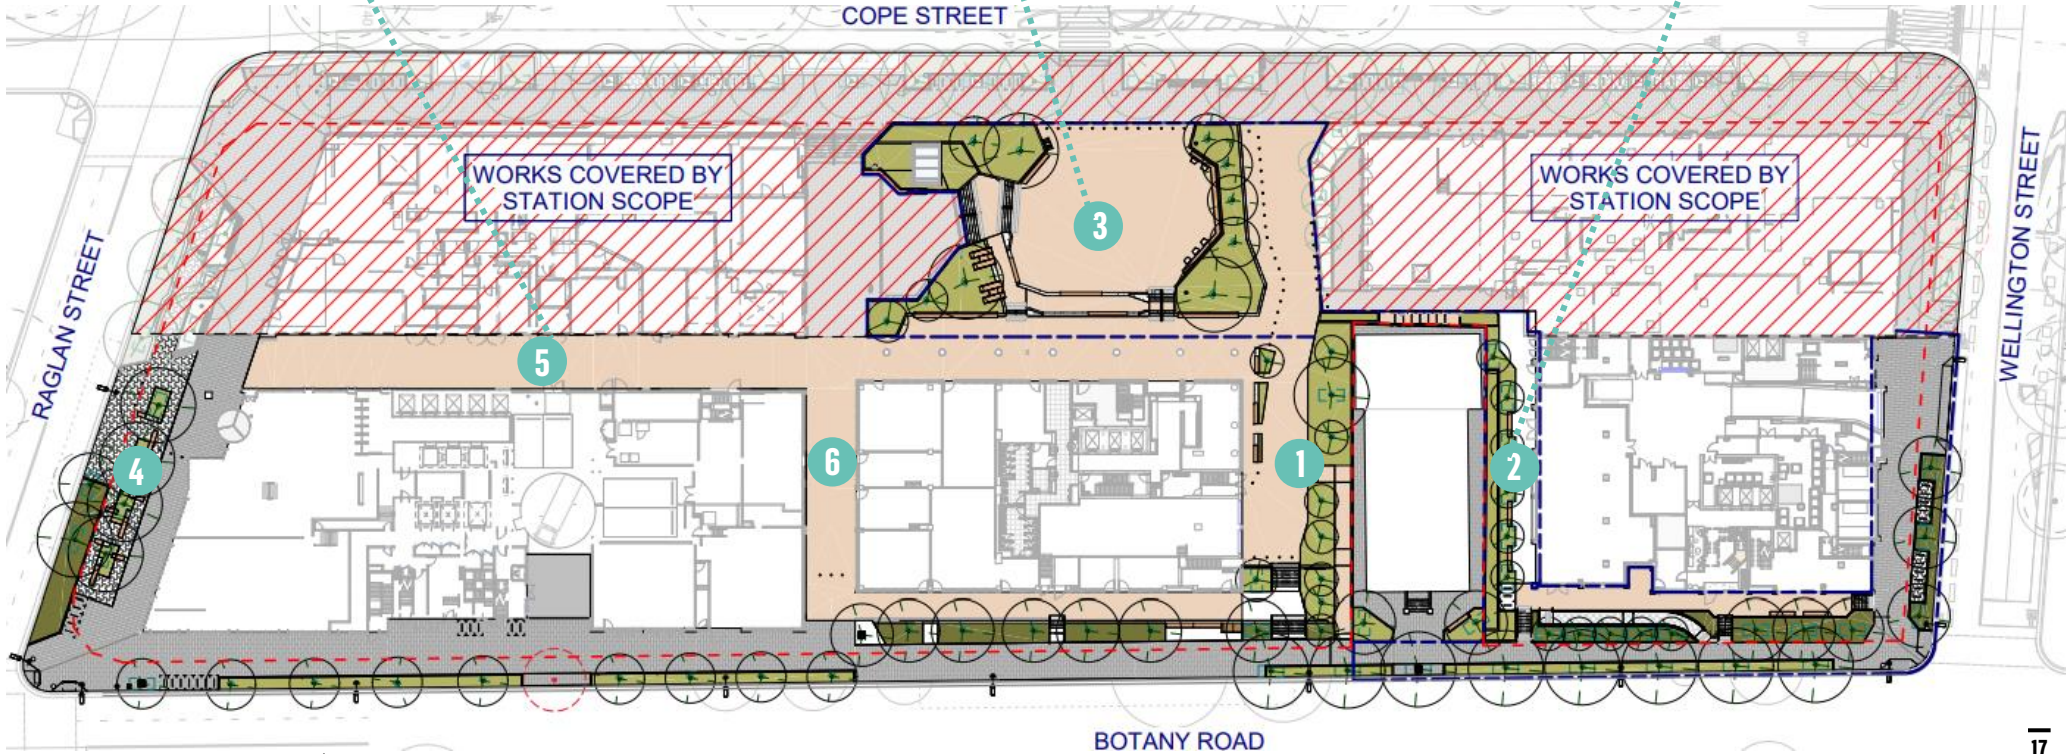 COPE STREET
WORKS COVERED BY
STATION SCOPE
WORKS COVERED BY
STATION SCOPE
WELLINGTON STREET
RAGLAN STREET
3
5
4
6
1
2
BOTANY ROAD
17